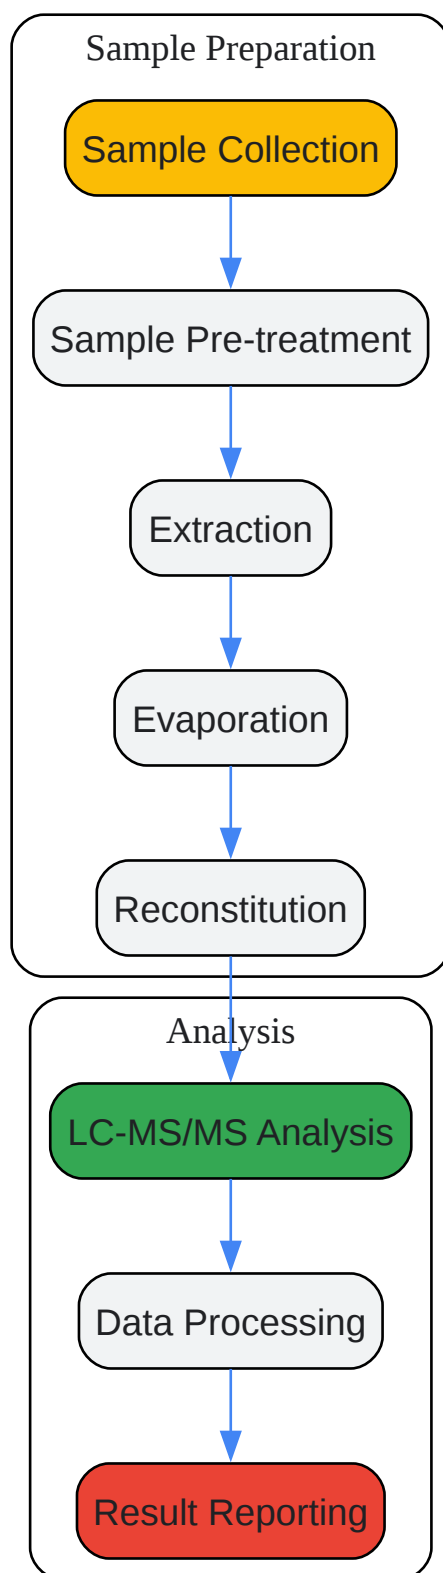 Sample Preparation
Sample Collection
Sample Pre-treatment
Extraction
Evaporation
Reconstitution
Analysis
LC-MS/MS Analysis
Data Processing
Result Reporting